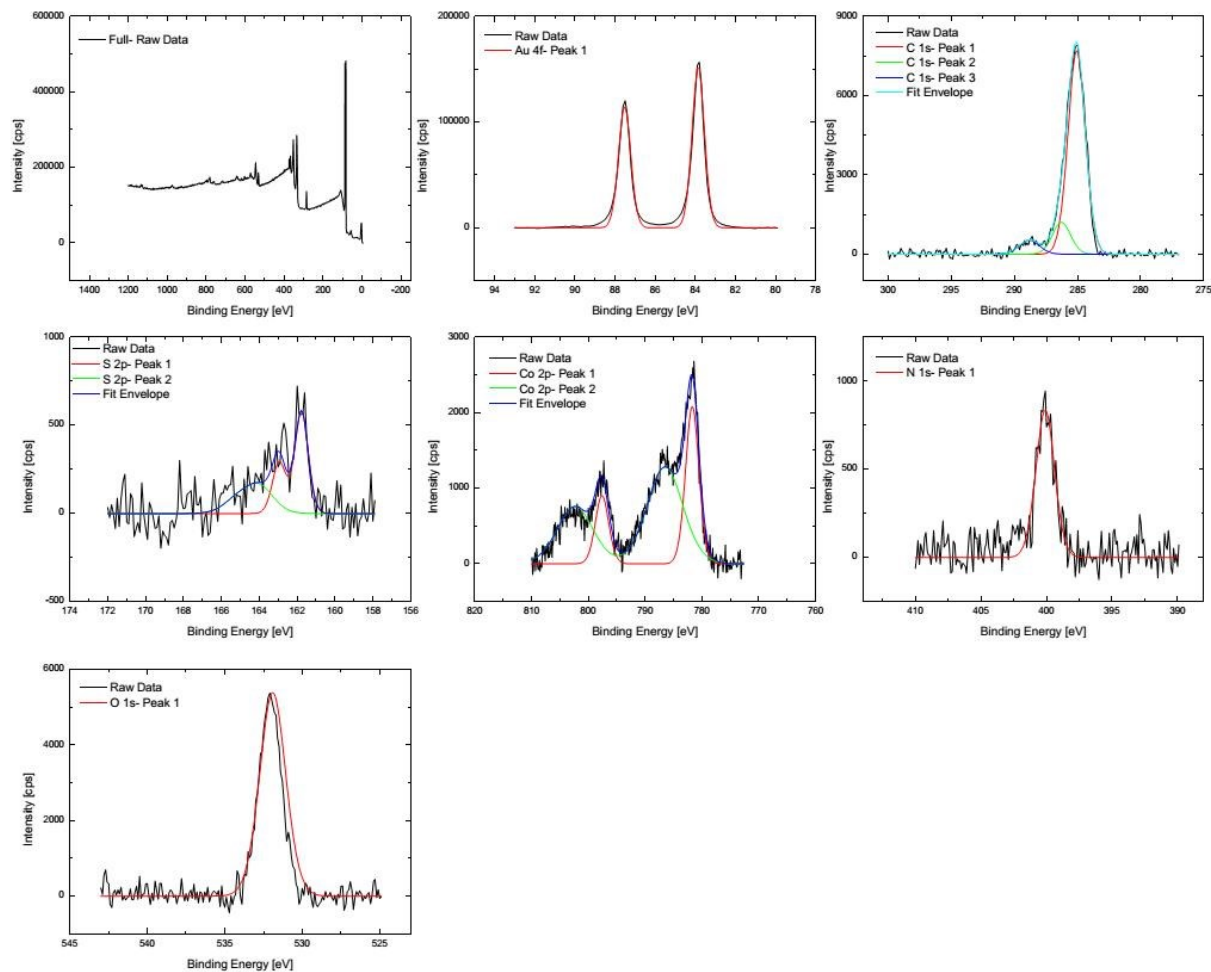 600000
400000
200000
0
Intensity [cps]
Full- Raw Data
1400 1200 1000 800 600 400 200 0 -200
Binding Energy [eV]
200000
100000
0
Intensity [cps]
Raw Data
Au 4f- Peak 1
94 92 90 88 86 84 82 80 78
Binding Energy [eV]
9000
6000
3000
0
Intensity [cps]
Raw Data
C 1s- Peak 1
C 1s- Peak 2
C 1s- Peak 3
Fit Envelope
300 295 290 285 280 275
Binding Energy [eV]
1000
500
0
-500
Intensity [cps]
Raw Data
S 2p- Peak 1
S 2p- Peak 2
Fit Envelope
174 172 170 168 166 164 162 160 158 156
Binding Energy [eV]
3000
2000
1000
0
Intensity [cps]
Raw Data
Co 2p- Peak 1
Co 2p- Peak 2
Fit Envelope
820 810 800 790 780 770 760
Binding Energy [eV]
1000
500
0
Intensity [cps]
Raw Data
N 1s- Peak 1
410 405 400 395 390
Binding Energy [eV]
6000
4000
2000
0
Intensity [cps]
Raw Data
O 1s- Peak 1
545 540 535 530 525
Binding Energy [eV]